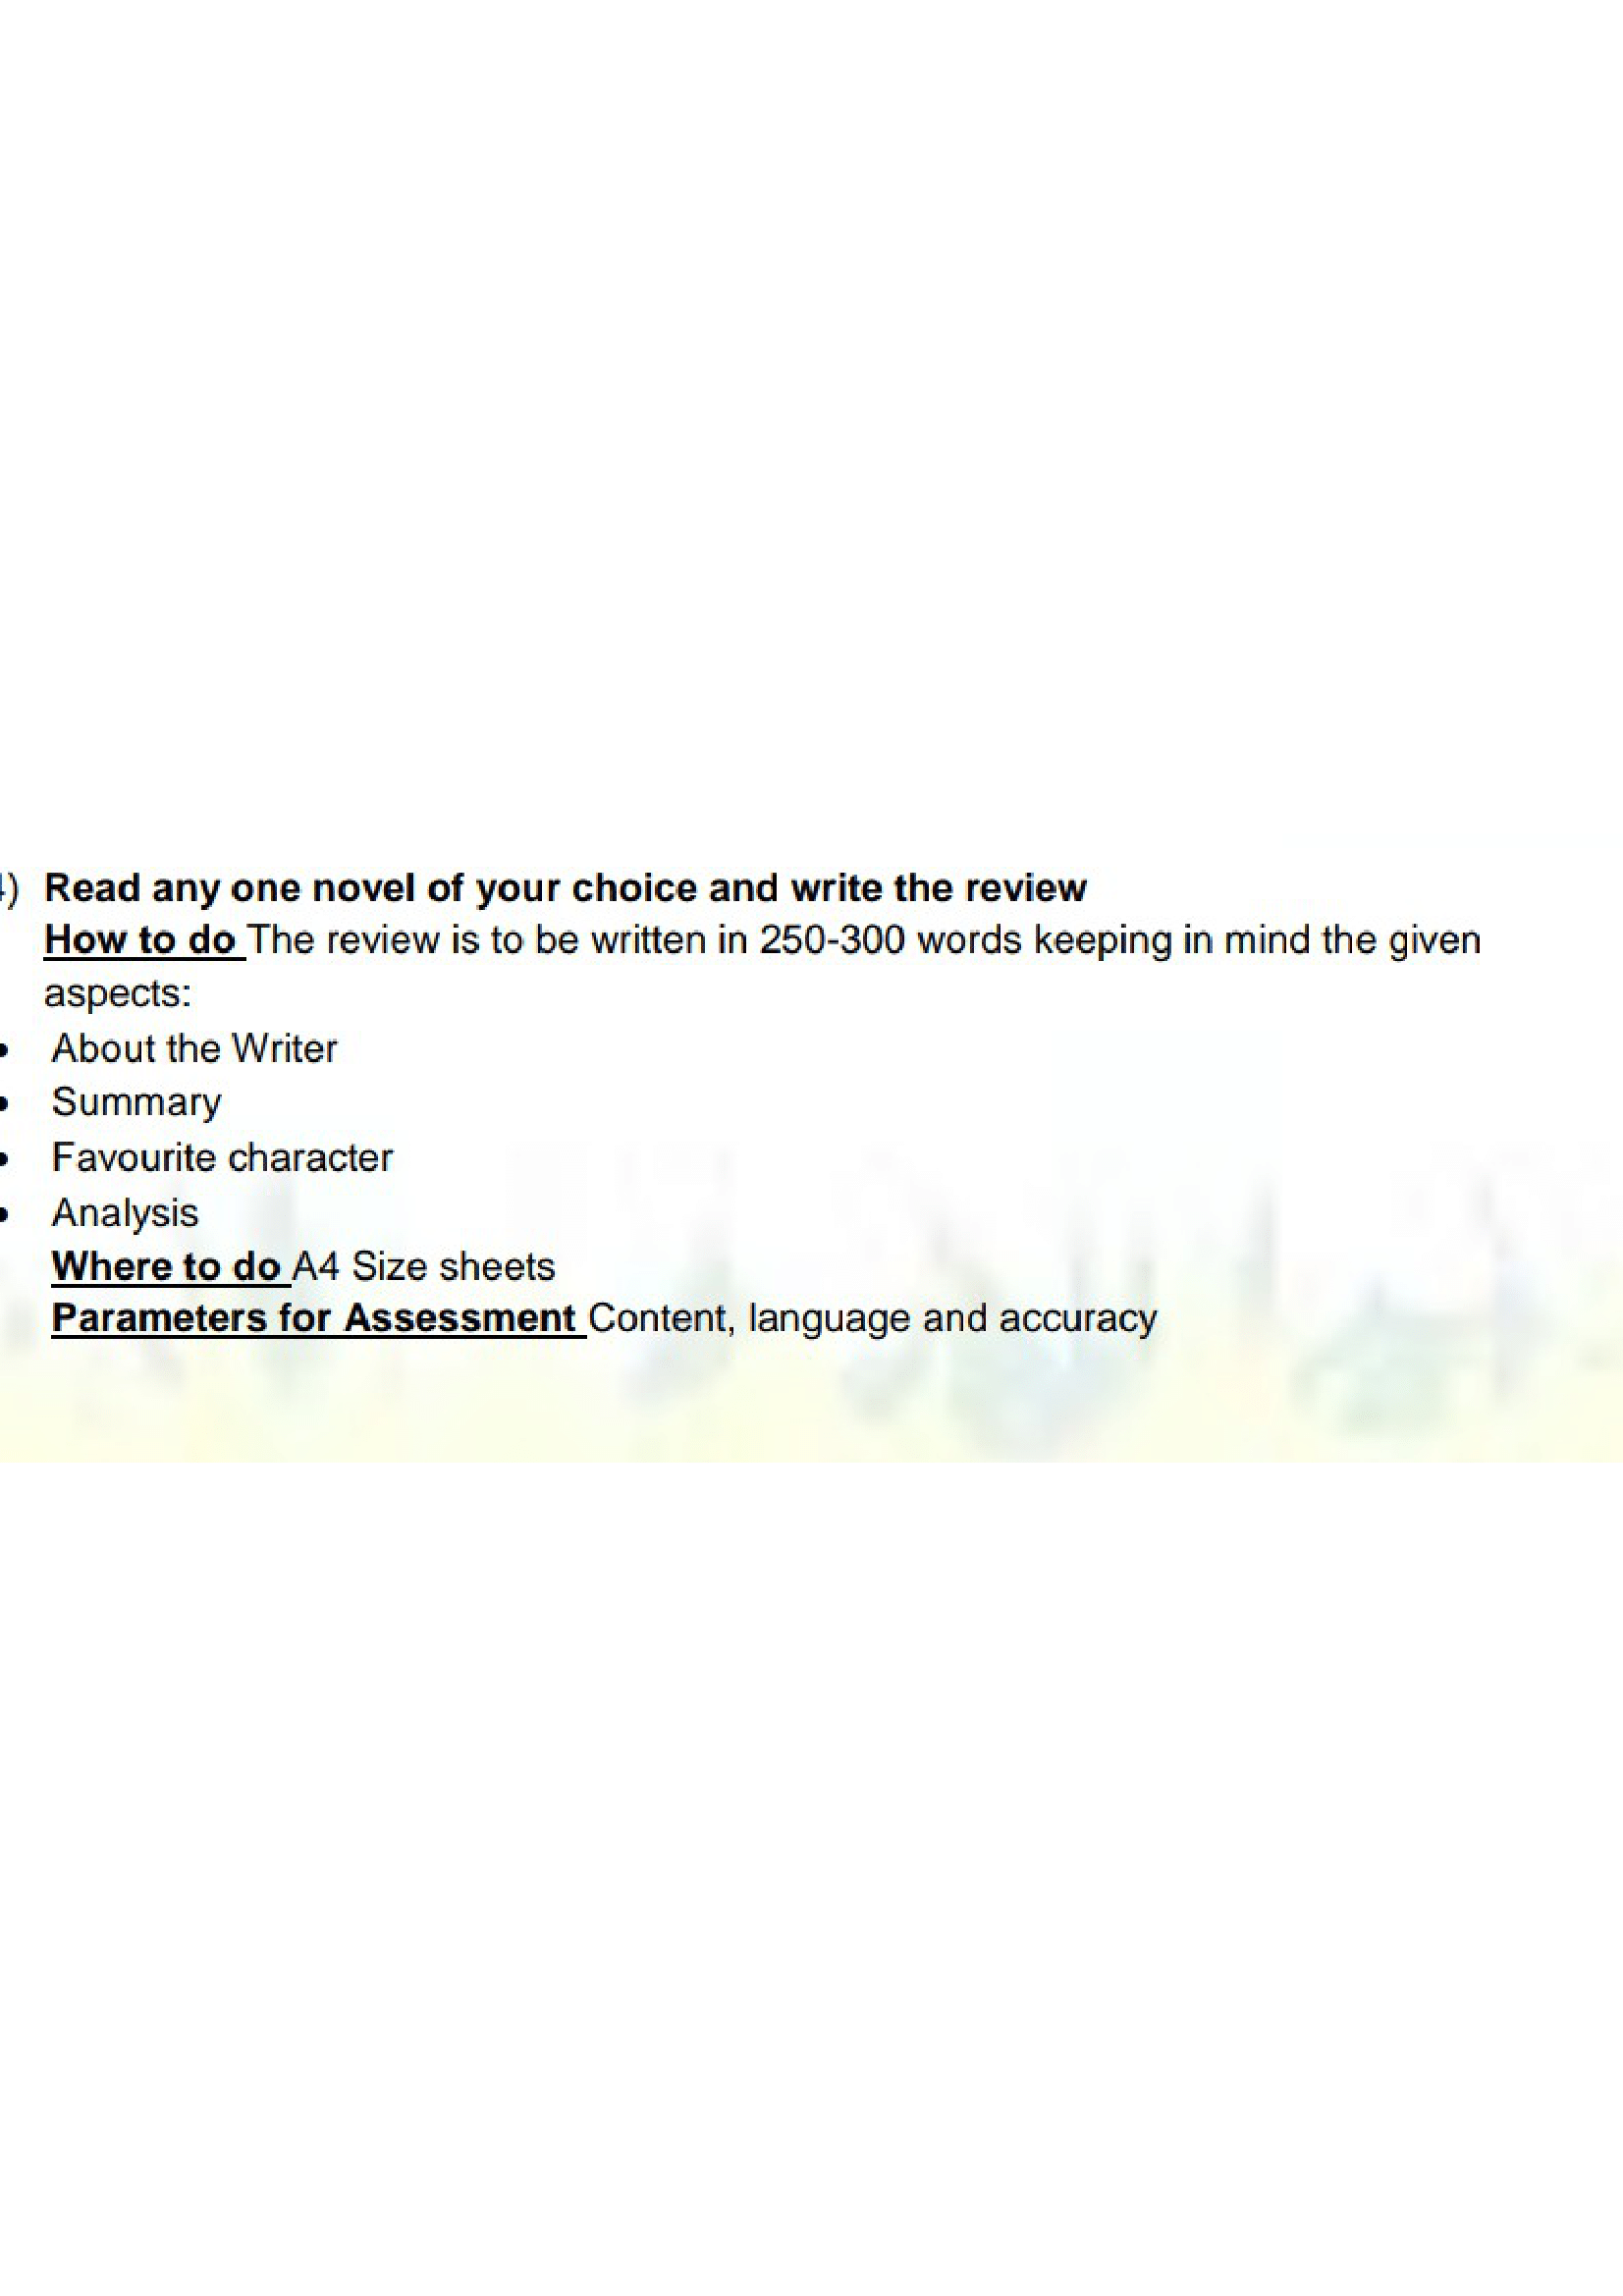 4) Read any one novel of your choice and write the review
How to do The review is to be written in 250-300 words keeping in mind the given
aspects:
• About the Writer
• Summary
• Favourite character
• Analysis
Where to do A4 Size sheets
Parameters for Assessment Content, language and accuracy